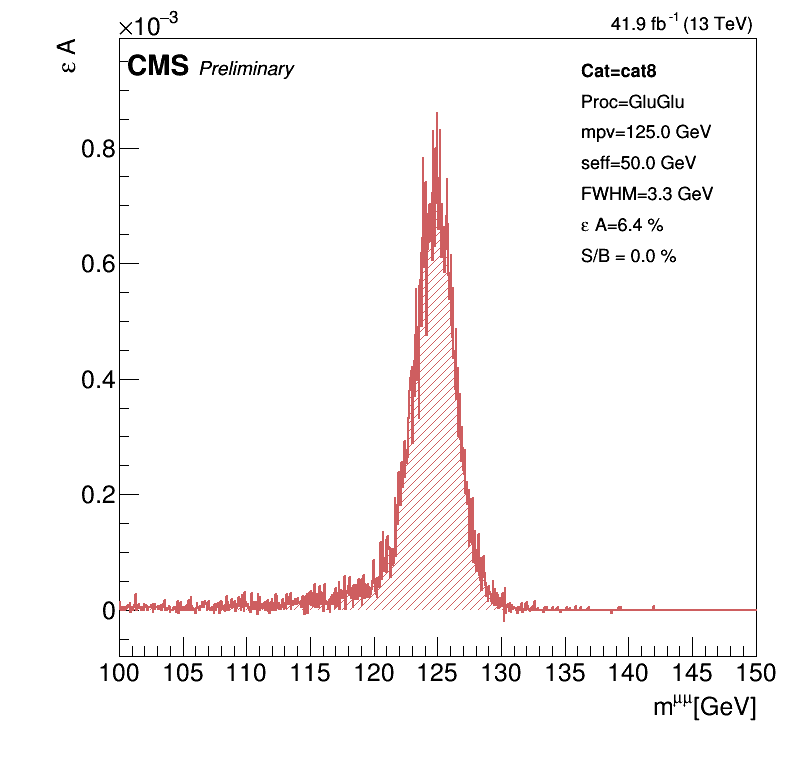 ×10⁻³
41.9 fb⁻¹ (13 TeV)
ε A
CMS Preliminary
Cat=cat8
Proc=GluGlu
mpv=125.0 GeV
seff=50.0 GeV
FWHM=3.3 GeV
ε A=6.4 %
S/B = 0.0 %
0.8
0.6
0.4
0.2
0
100 105 110 115 120 125 130 135 140 145 150
m^μμ[GeV]